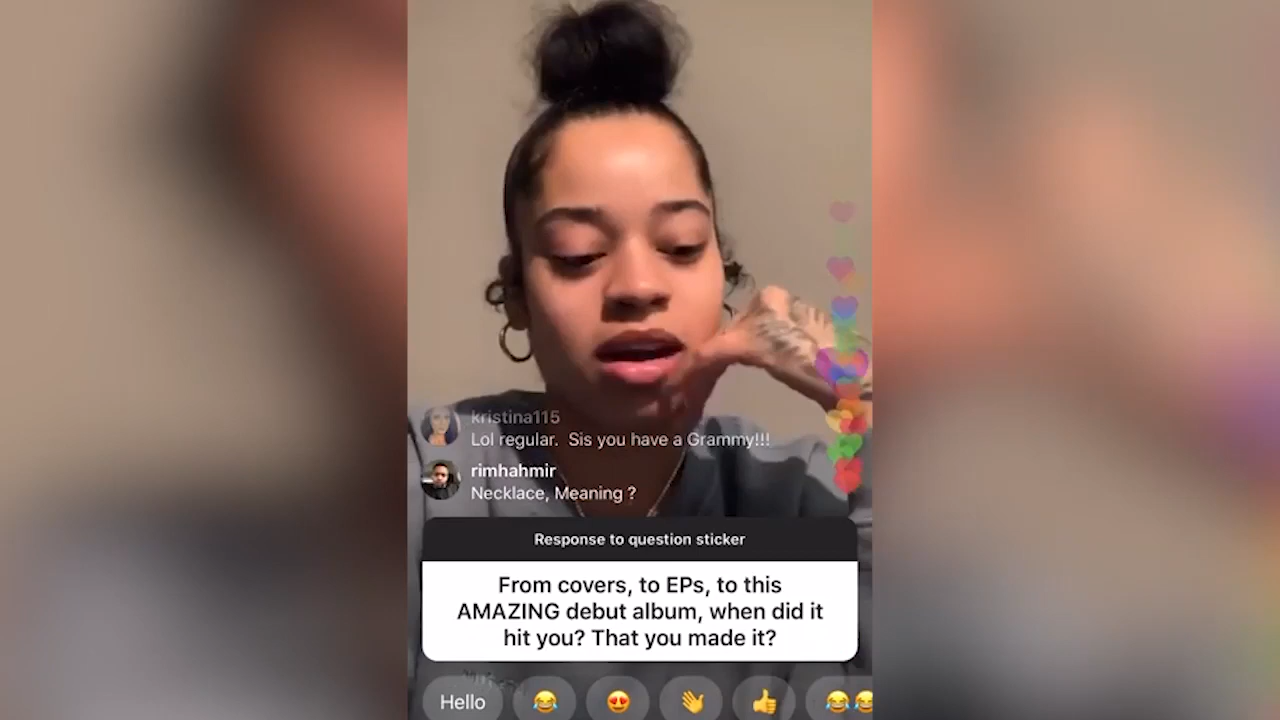 kristina115
Lol regular.  Sis you have a Grammy!!!
rimhahmir
Necklace, Meaning ?
Response to question sticker
From covers, to EPs, to this
AMAZING debut album, when did it
hit you? That you made it?
Hello